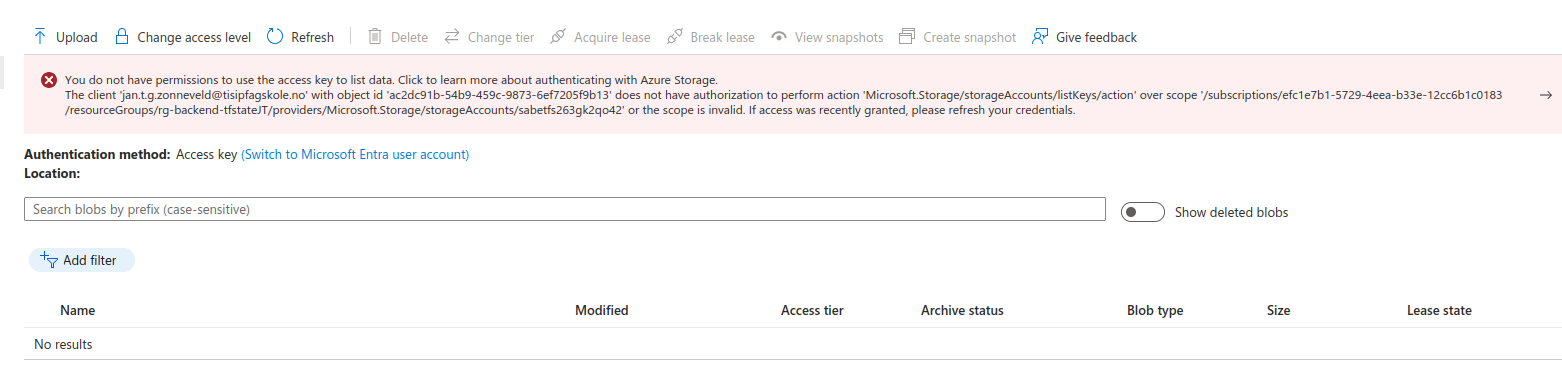 Upload Change access level Refresh Delete Change tier Acquire lease Break lease View snapshots Create snapshot Give feedback
You do not have permissions to use the access key to list data. Click to learn more about authenticating with Azure Storage.
The client 'jan.t.g.zonneveld@tisipfagskole.no' with object id 'ac2dc91b-54b9-459c-9873-6ef7205f9b13' does not have authorization to perform action 'Microsoft.Storage/storageAccounts/listKeys/action' over scope '/subscriptions/efc1e7b1-5729-4eea-b33e-12cc6b1c0183
/resourceGroups/rg-backend-tfstateJT/providers/Microsoft.Storage/storageAccounts/sabetfs263gk2qo42' or the scope is invalid. If access was recently granted, please refresh your credentials.
Authentication method: Access key (Switch to Microsoft Entra user account)
Location:
Search blobs by prefix (case-sensitive) Show deleted blobs
Add filter
Name Modified Access tier Archive status Blob type Size Lease state
No results